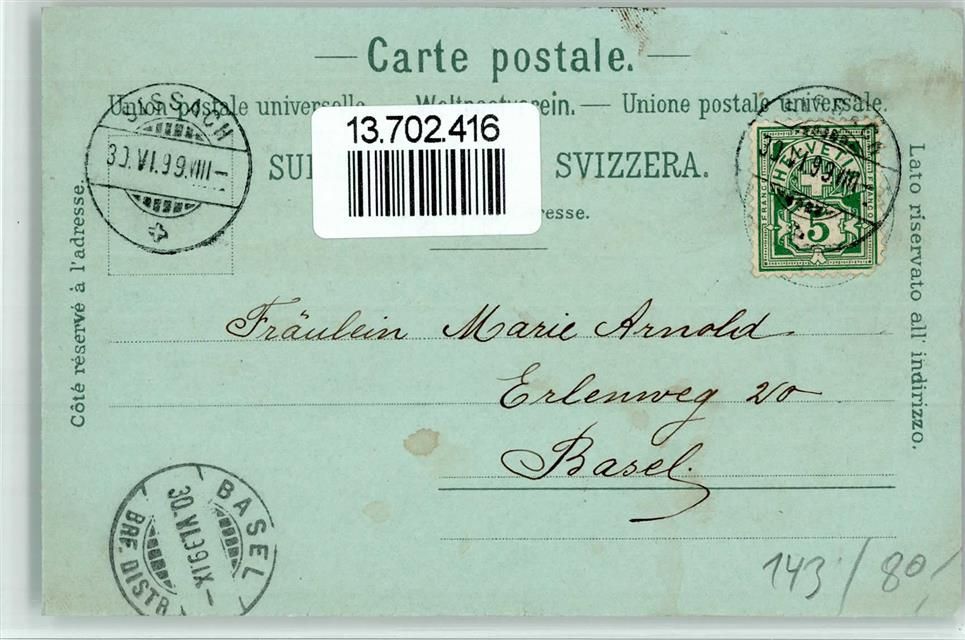 — Carte postale. —
Union postale universelle. — Weltpostverein. — Unione postale universale.
13.702.416
SVIZZERA.
Côté réservé à l'adresse.
Lato riservato all' indirizzo.
SISSACH
30.VI.99.VIII—
HELVETIA
FRANCO
5
Fräulein Marie Arnold
Erlenweg 20
Basel.
BASEL
30.VI.99.IX—
BRF. DISTR.
143/80,-